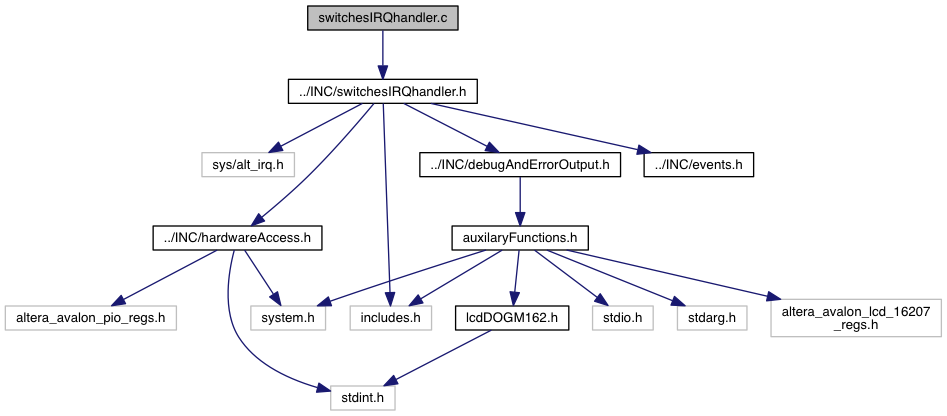 switchesIRQhandler.c
../INC/switchesIRQhandler.h
sys/alt_irq.h
../INC/debugAndErrorOutput.h
../INC/events.h
../INC/hardwareAccess.h
auxilaryFunctions.h
altera_avalon_pio_regs.h
system.h
includes.h
lcdDOGM162.h
stdio.h
stdarg.h
altera_avalon_lcd_16207
_regs.h
stdint.h